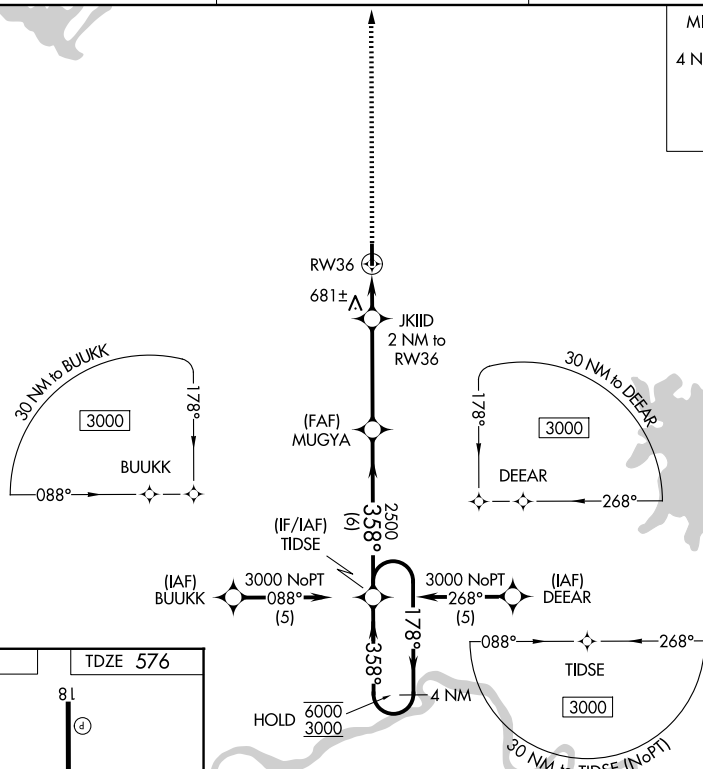 MI
4 N
RW36
681±
JKIID
2 NM to
RW36
30 NM to BUUKK
178°
3000
BUUKK
088°
30 NM to DEEAR
178°
3000
DEEAR
268°
(FAF)
MUGYA
2500
358°
(6)
(IF/IAF)
TIDSE
(IAF)
BUUKK
3000 NoPT
088°
(5)
3000 NoPT
268°
(5)
(IAF)
DEEAR
358°
178°
4 NM
HOLD 6000
3000
088°
268°
TIDSE
3000
30 NM to TIDSE (NoPT)
TDZE 576
18
P